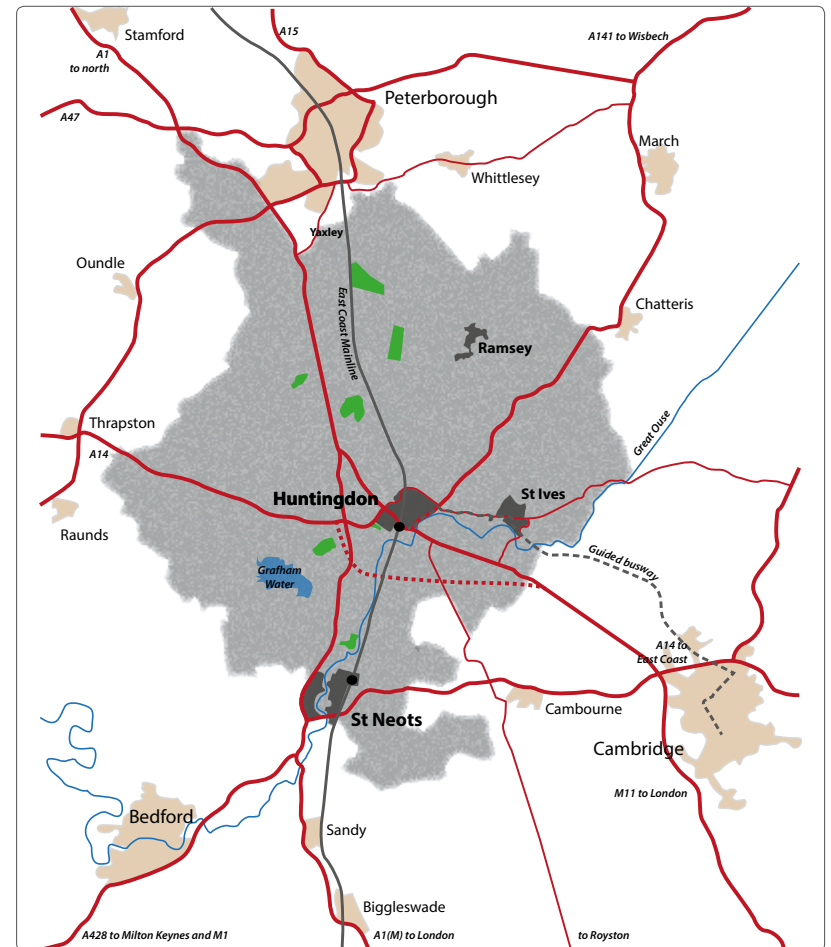 Stamford
A15
A141 to Wisbech
A1
to north
Peterborough
A47
March
Whittlesey
Yaxley
Oundle
East Coast Mainline
Chatteris
Ramsey
Thrapston
Great Ouse
A14
Huntingdon
St Ives
Raunds
Guided busway
Grafham
Water
A14 to
East Coast
Cambourne
St Neots
Cambridge
M11 to London
Bedford
Sandy
Biggleswade
A428 to Milton Keynes and M1
A1(M) to London
to Royston